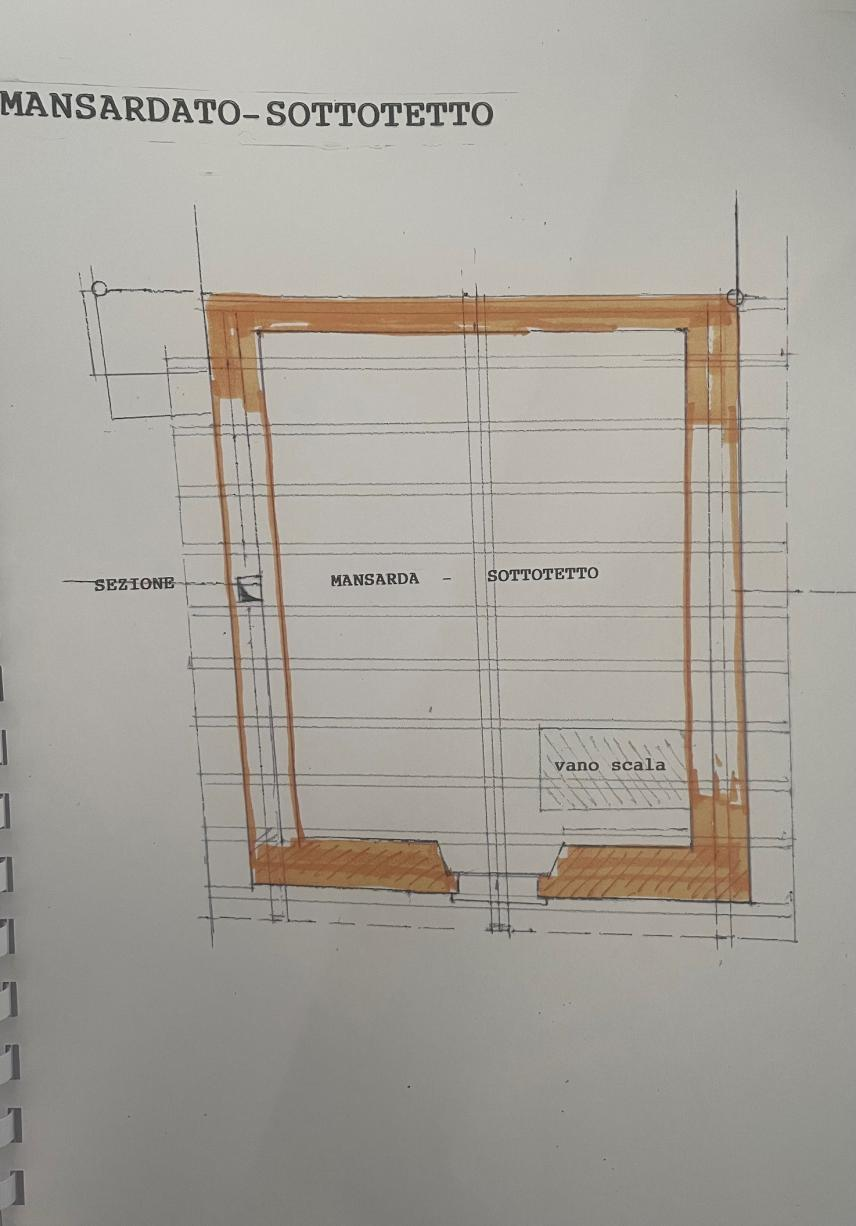 MANSARDATO-SOTTOTETTO
SEZIONE
MANSARDA - SOTTOTETTO
vano scala